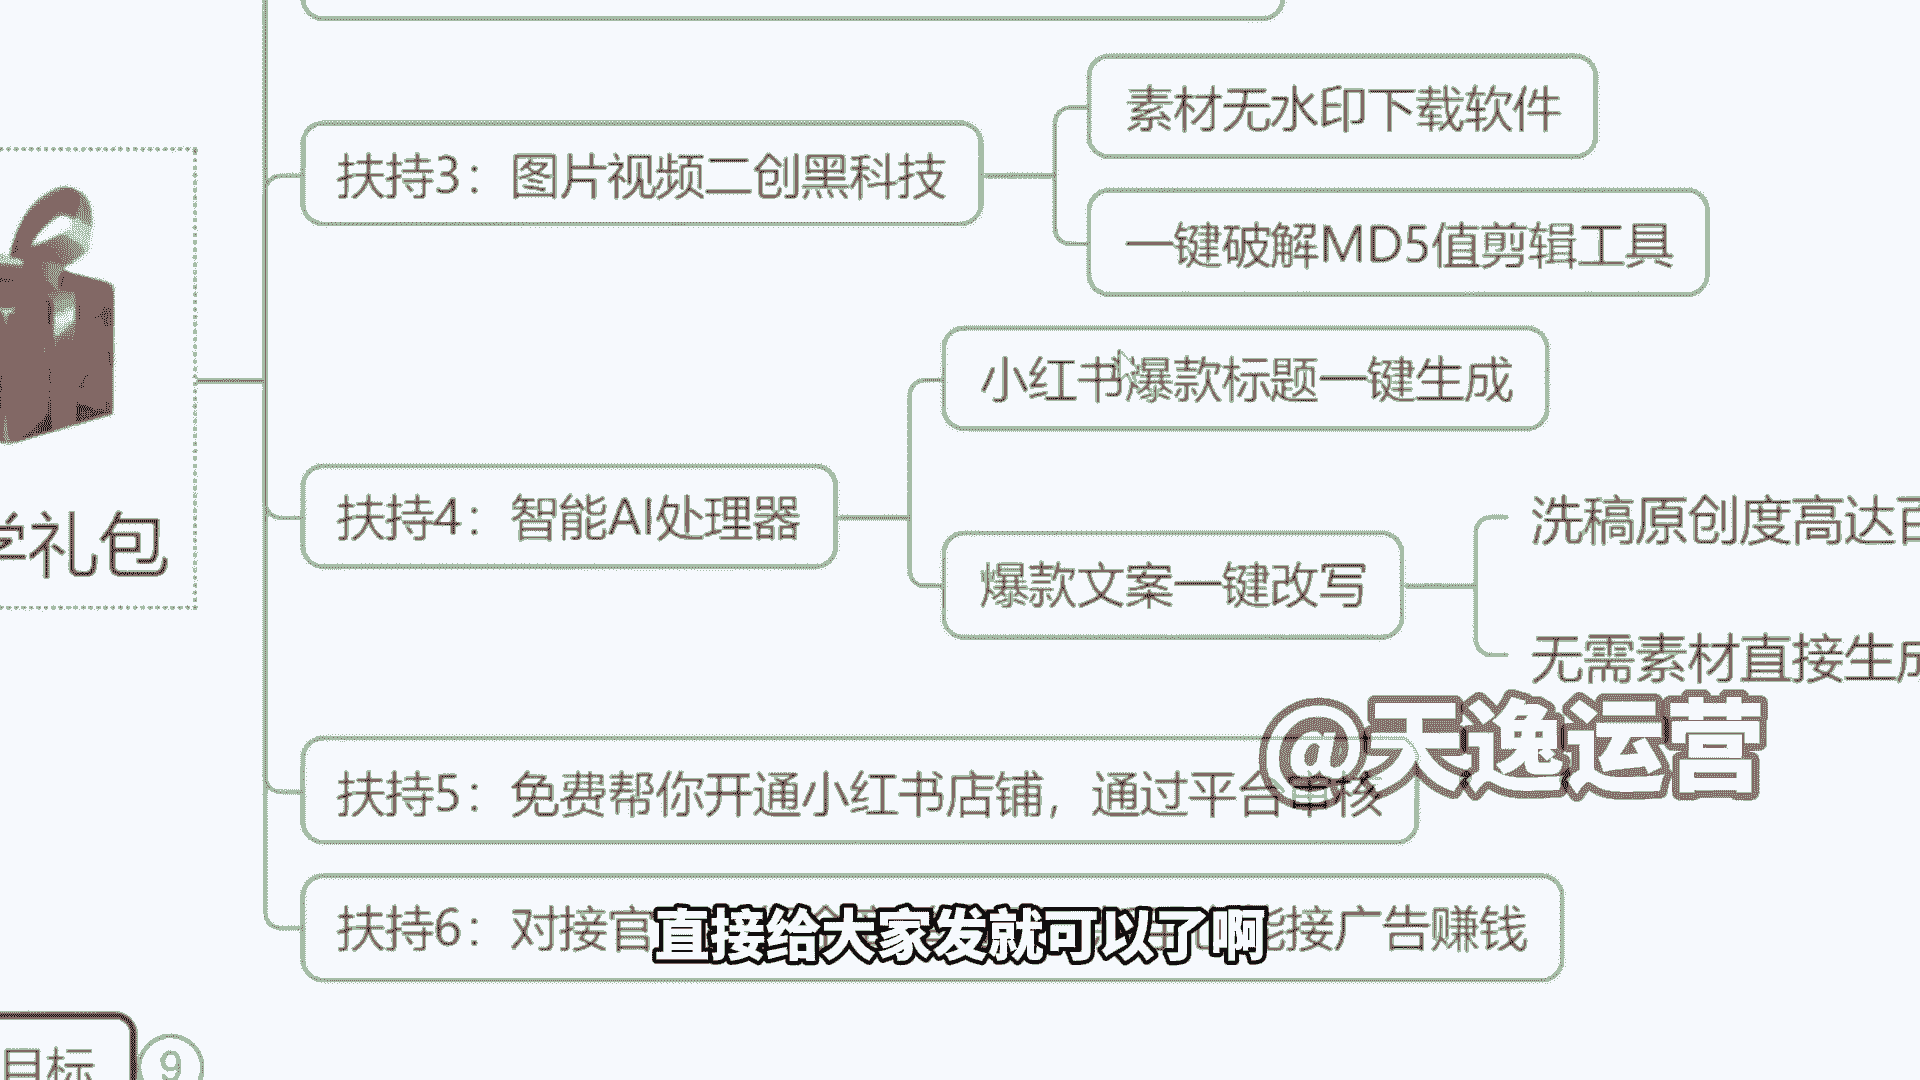 素材无水印下载软件
扶持3：图片视频二创黑科技
一键破解MD5值剪辑工具
小红书爆款标题一键生成
扶持4：智能AI处理器
洗稿原创度高达百
学礼包
爆款文案一键改写
无需素材直接生成
@天逸运营
扶持5：免费帮你开通小红书店铺，通过平台审核
扶持6：对接官
能接广告赚钱
直接给大家发就可以了啊
目标
9